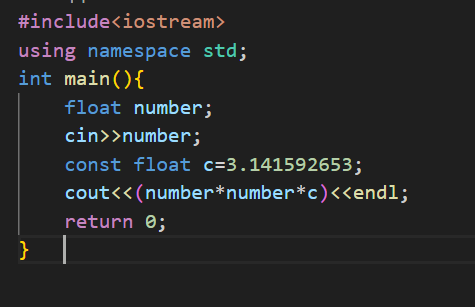 #include<iostream>
using namespace std;
int main(){
    float number;
    cin>>number;
    const float c=3.141592653;
    cout<<(number*number*c)<<endl;
    return 0;
}